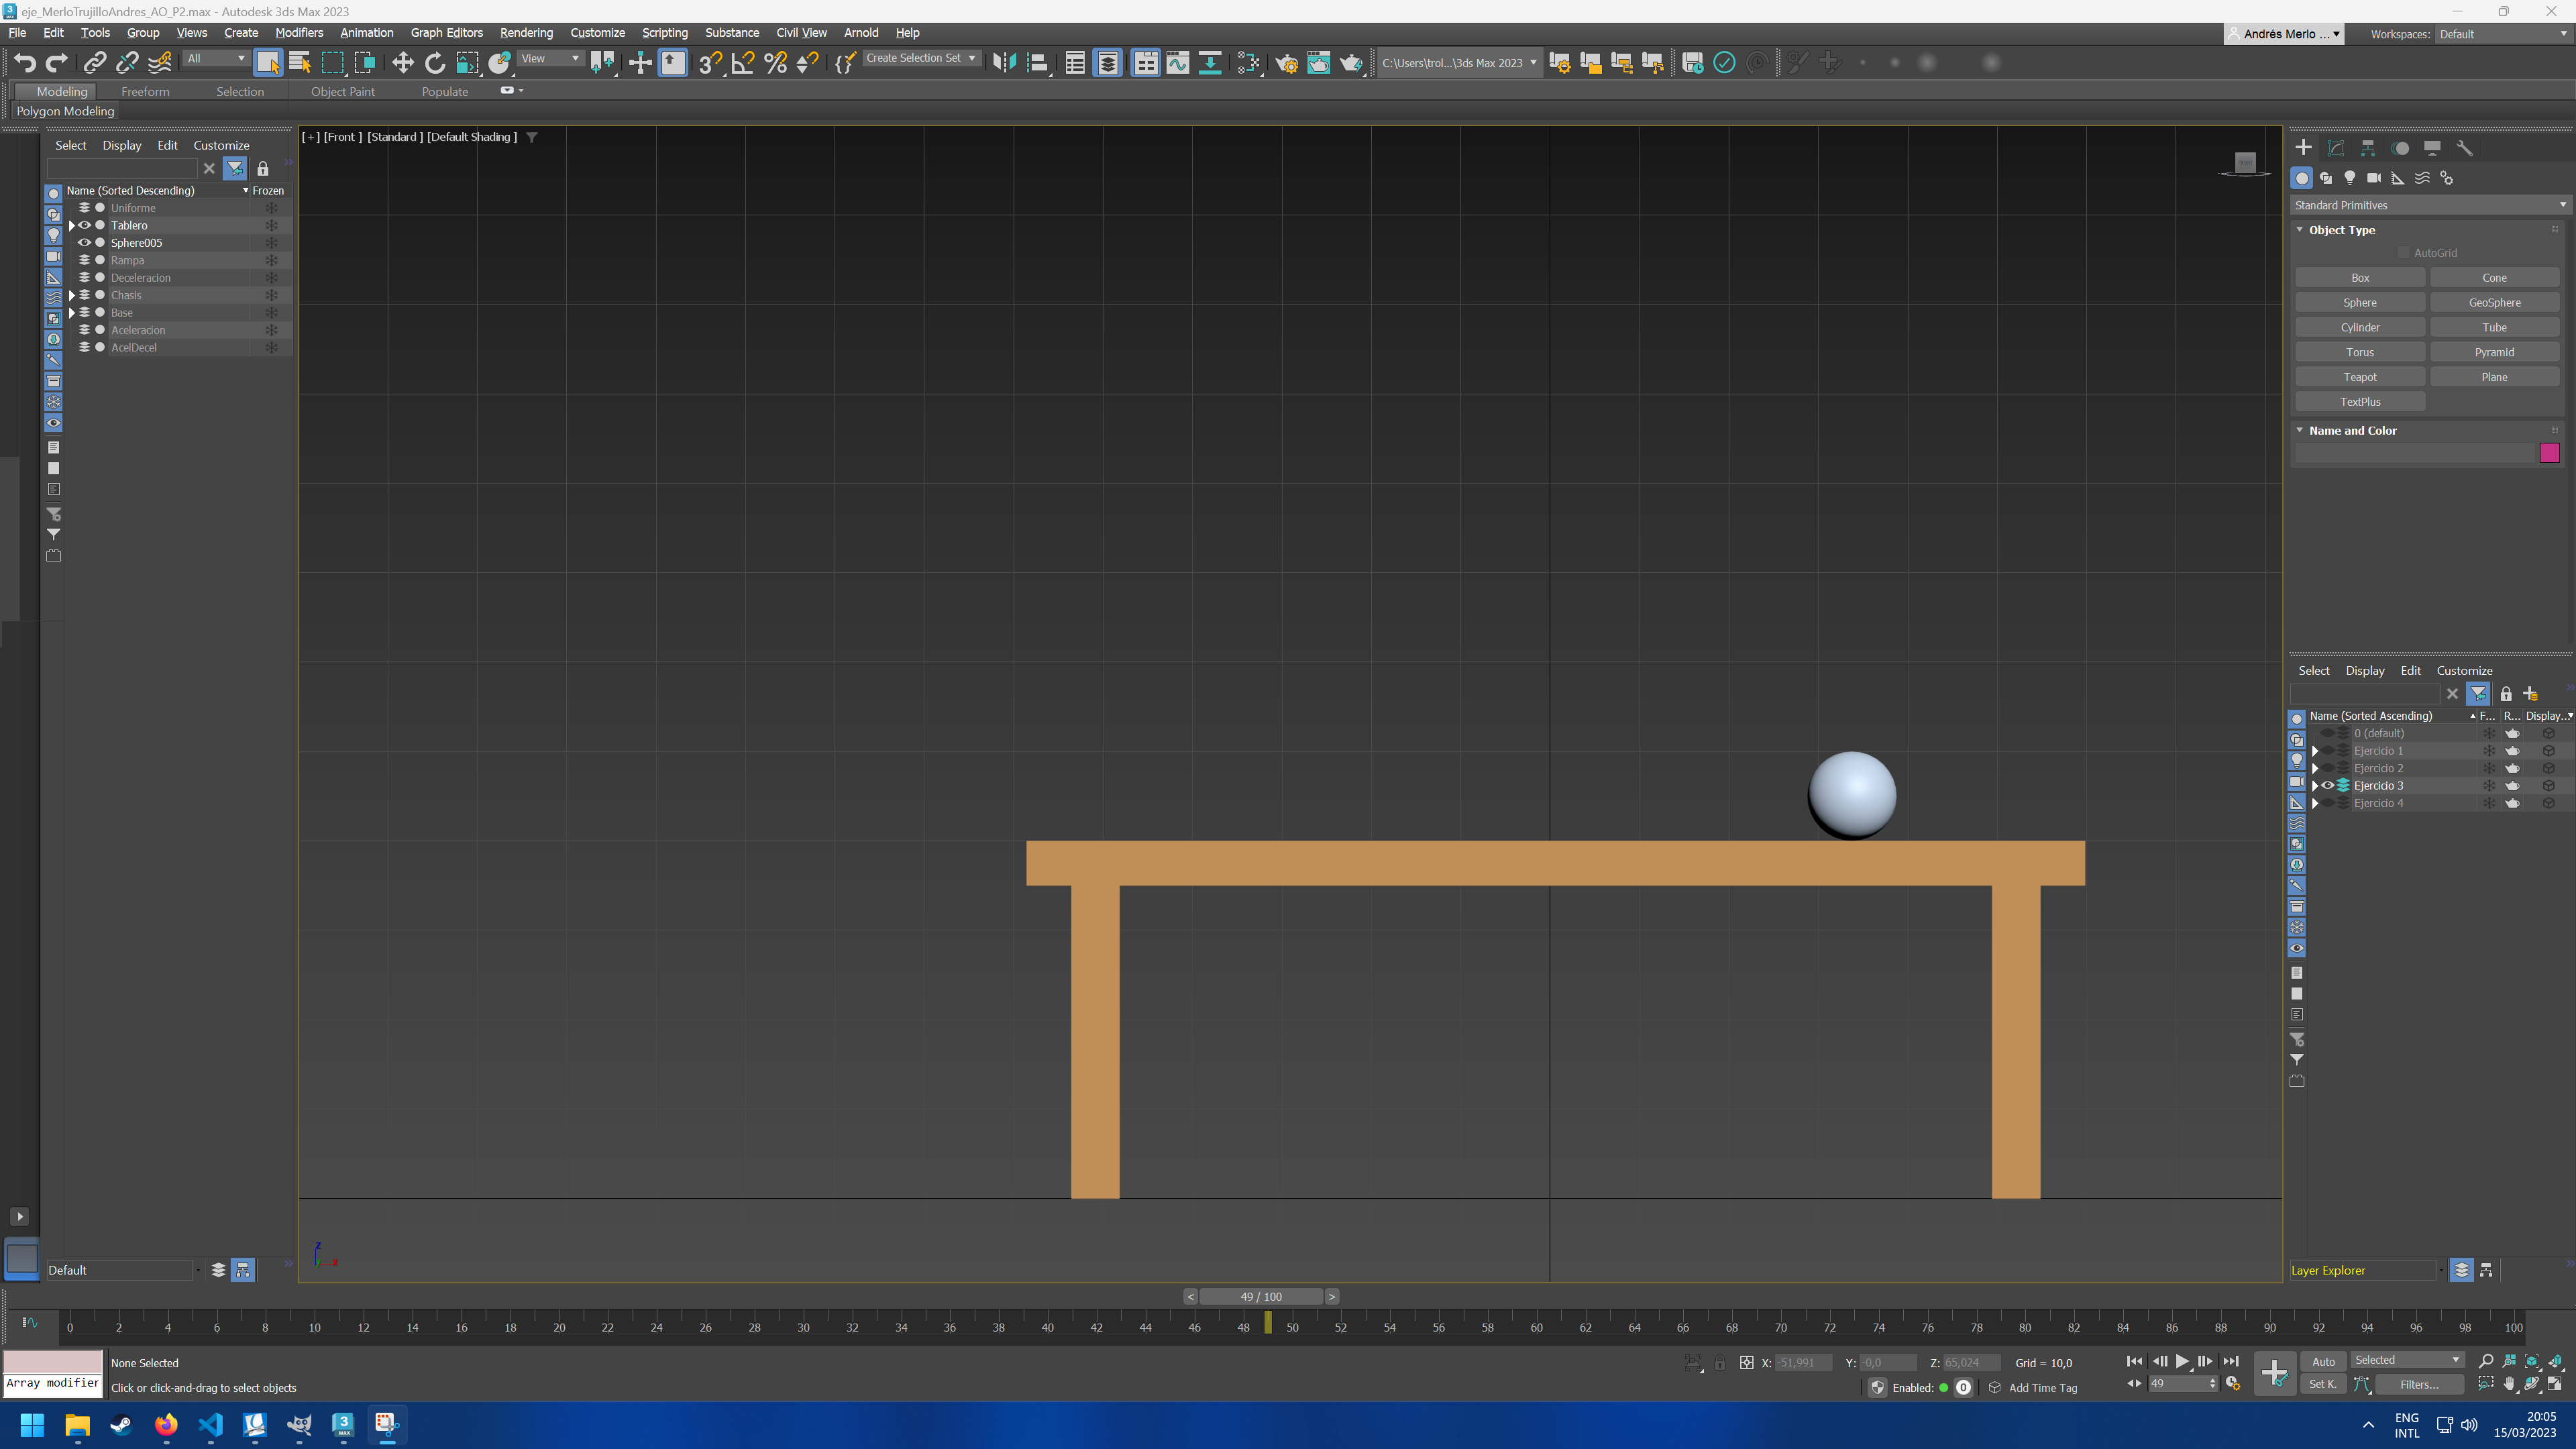 eje_MerloTrujilloAndres_AO_P2.max - Autodesk 3ds Max 2023
File Edit Tools Group Views Create Modifiers Animation Graph Editors Rendering Customize Scripting Substance Civil View Arnold Help
Andrés Merlo ... Workspaces: Default
All View Create Selection Set C:\Users\trol...\3ds Max 2023
Modeling Freeform Selection Object Paint Populate
Polygon Modeling
Select Display Edit Customize
Name (Sorted Descending) Frozen
Uniforme
Tablero
Sphere005
Rampa
Deceleracion
Chasis
Base
Aceleracion
AcelDecel
Default
[+] [Front ] [Standard ] [Default Shading ]
z
x
Standard Primitives
Object Type
AutoGrid
Box Cone
Sphere GeoSphere
Cylinder Tube
Torus Pyramid
Teapot Plane
TextPlus
Name and Color
Select Display Edit Customize
Name (Sorted Ascending) F... R... Display...
0 (default)
Ejercicio 1
Ejercicio 2
Ejercicio 3
Ejercicio 4
Layer Explorer
< 49 / 100 >
0 2 4 6 8 10 12 14 16 18 20 22 24 26 28 30 32 34 36 38 40 42 44 46 48 50 52 54 56 58 60 62 64 66 68 70 72 74 76 78 80 82 84 86 88 90 92 94 96 98 100
Array modifier
None Selected
Click or click-and-drag to select objects
X: -51,991 Y: -0,0 Z: 65,024 Grid = 10,0
Enabled: 0 Add Time Tag
49
Auto Selected
Set K. Filters...
ENG
INTL
20:05
15/03/2023